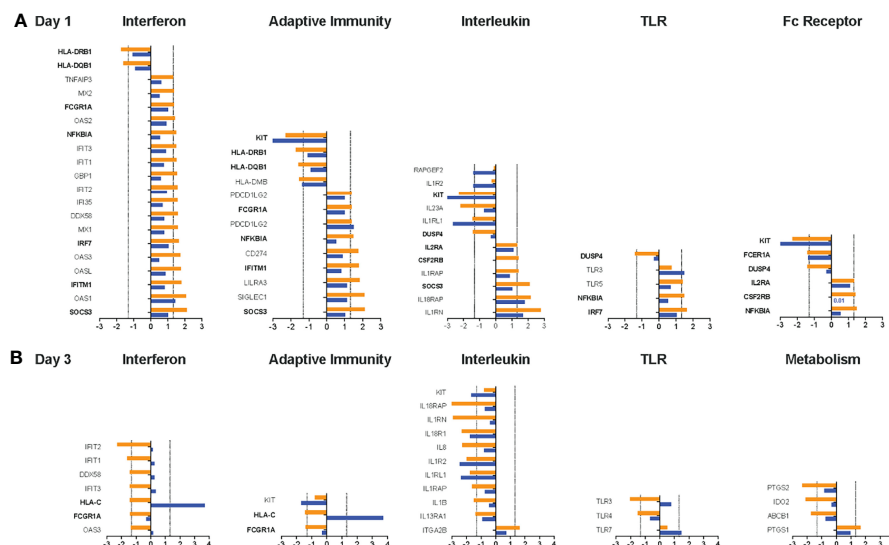 A Day 1 Interferon Adaptive Immunity Interleukin TLR Fc Receptor
HLA-DRB1
HLA-DQB1
TNFAIP3
MX2
FCGR1A
OAS2
NFKBIA
IFIT3
IFIT1
GBP1
IFIT2
IFI35
DDX58
MX1
IRF7
OAS3
OASL
IFITM1
OAS1
SOCS3
-3 -2 -1 0 1 2 3
KIT
HLA-DRB1
HLA-DQB1
HLA-DMB
PDCD1LG2
FCGR1A
PDCD1LG2
NFKBIA
CD274
IFITM1
LILRA3
SIGLEC1
SOCS3
-3 -2 -1 0 1 2 3
RAPGEF2
IL1R2
KIT
IL23A
IL1RL1
DUSP4
IL2RA
CSF2RB
IL1RAP
SOCS3
IL18RAP
IL1RN
-3 -2 -1 0 1 2 3
DUSP4
TLR3
TLR5
NFKBIA
IRF7
-3 -2 -1 0 1 2 3
KIT
FCER1A
DUSP4
IL2RA
CSF2RB
0.01
NFKBIA
-3 -2 -1 0 1 2 3
B Day 3 Interferon Adaptive Immunity Interleukin TLR Metabolism
IFIT2
IFIT1
DDX58
IFIT3
HLA-C
FCGR1A
OAS3
-3 -2 -1 0 1 2 3 4
KIT
HLA-C
FCGR1A
-3 -2 -1 0 1 2 3 4
KIT
IL18RAP
IL1RN
IL18R1
IL8
IL1R2
IL1RL1
IL1RAP
IL1B
IL13RA1
ITGA2B
-3 -2 -1 0 1 2 3
TLR3
TLR4
TLR7
-3 -2 -1 0 1 2 3
PTGS2
IDO2
ABCB1
PTGS1
-3 -2 -1 0 1 2 3